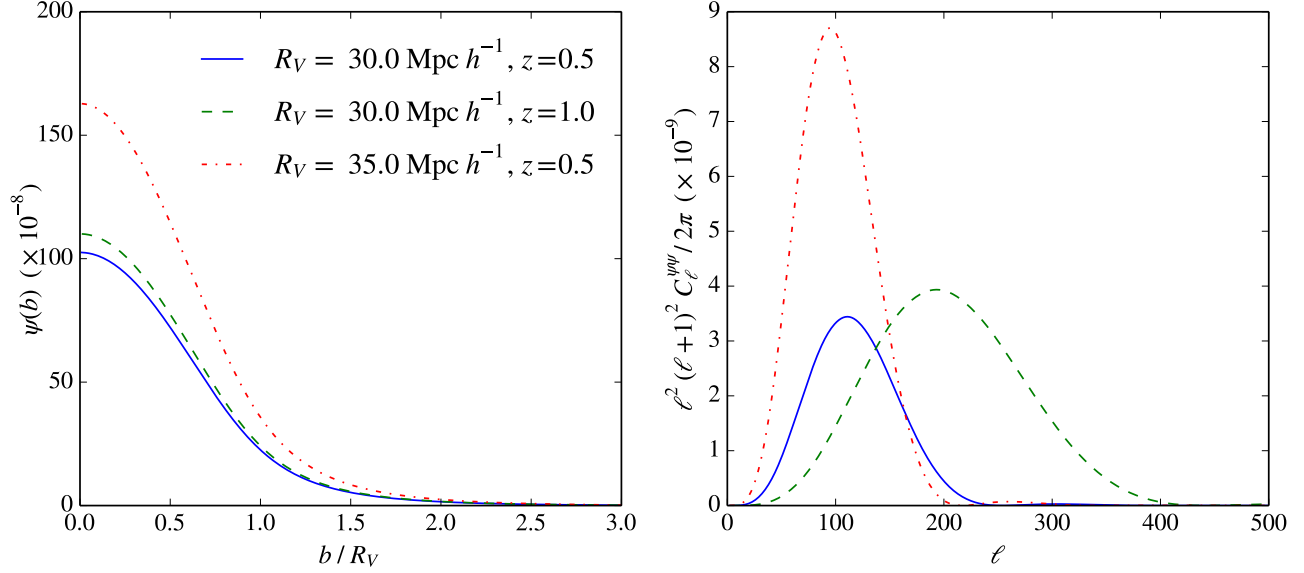 ψ(b) (×10⁻⁸)
200
150
100
50
0
R_V = 30.0 Mpc h⁻¹, z=0.5
R_V = 30.0 Mpc h⁻¹, z=1.0
R_V = 35.0 Mpc h⁻¹, z=0.5
0.0 0.5 1.0 1.5 2.0 2.5 3.0
b / R_V
ℓ² (ℓ+1)² C_ℓ^ψψ / 2π (×10⁻⁹)
9
8
7
6
5
4
3
2
1
0
0 100 200 300 400 500
ℓ